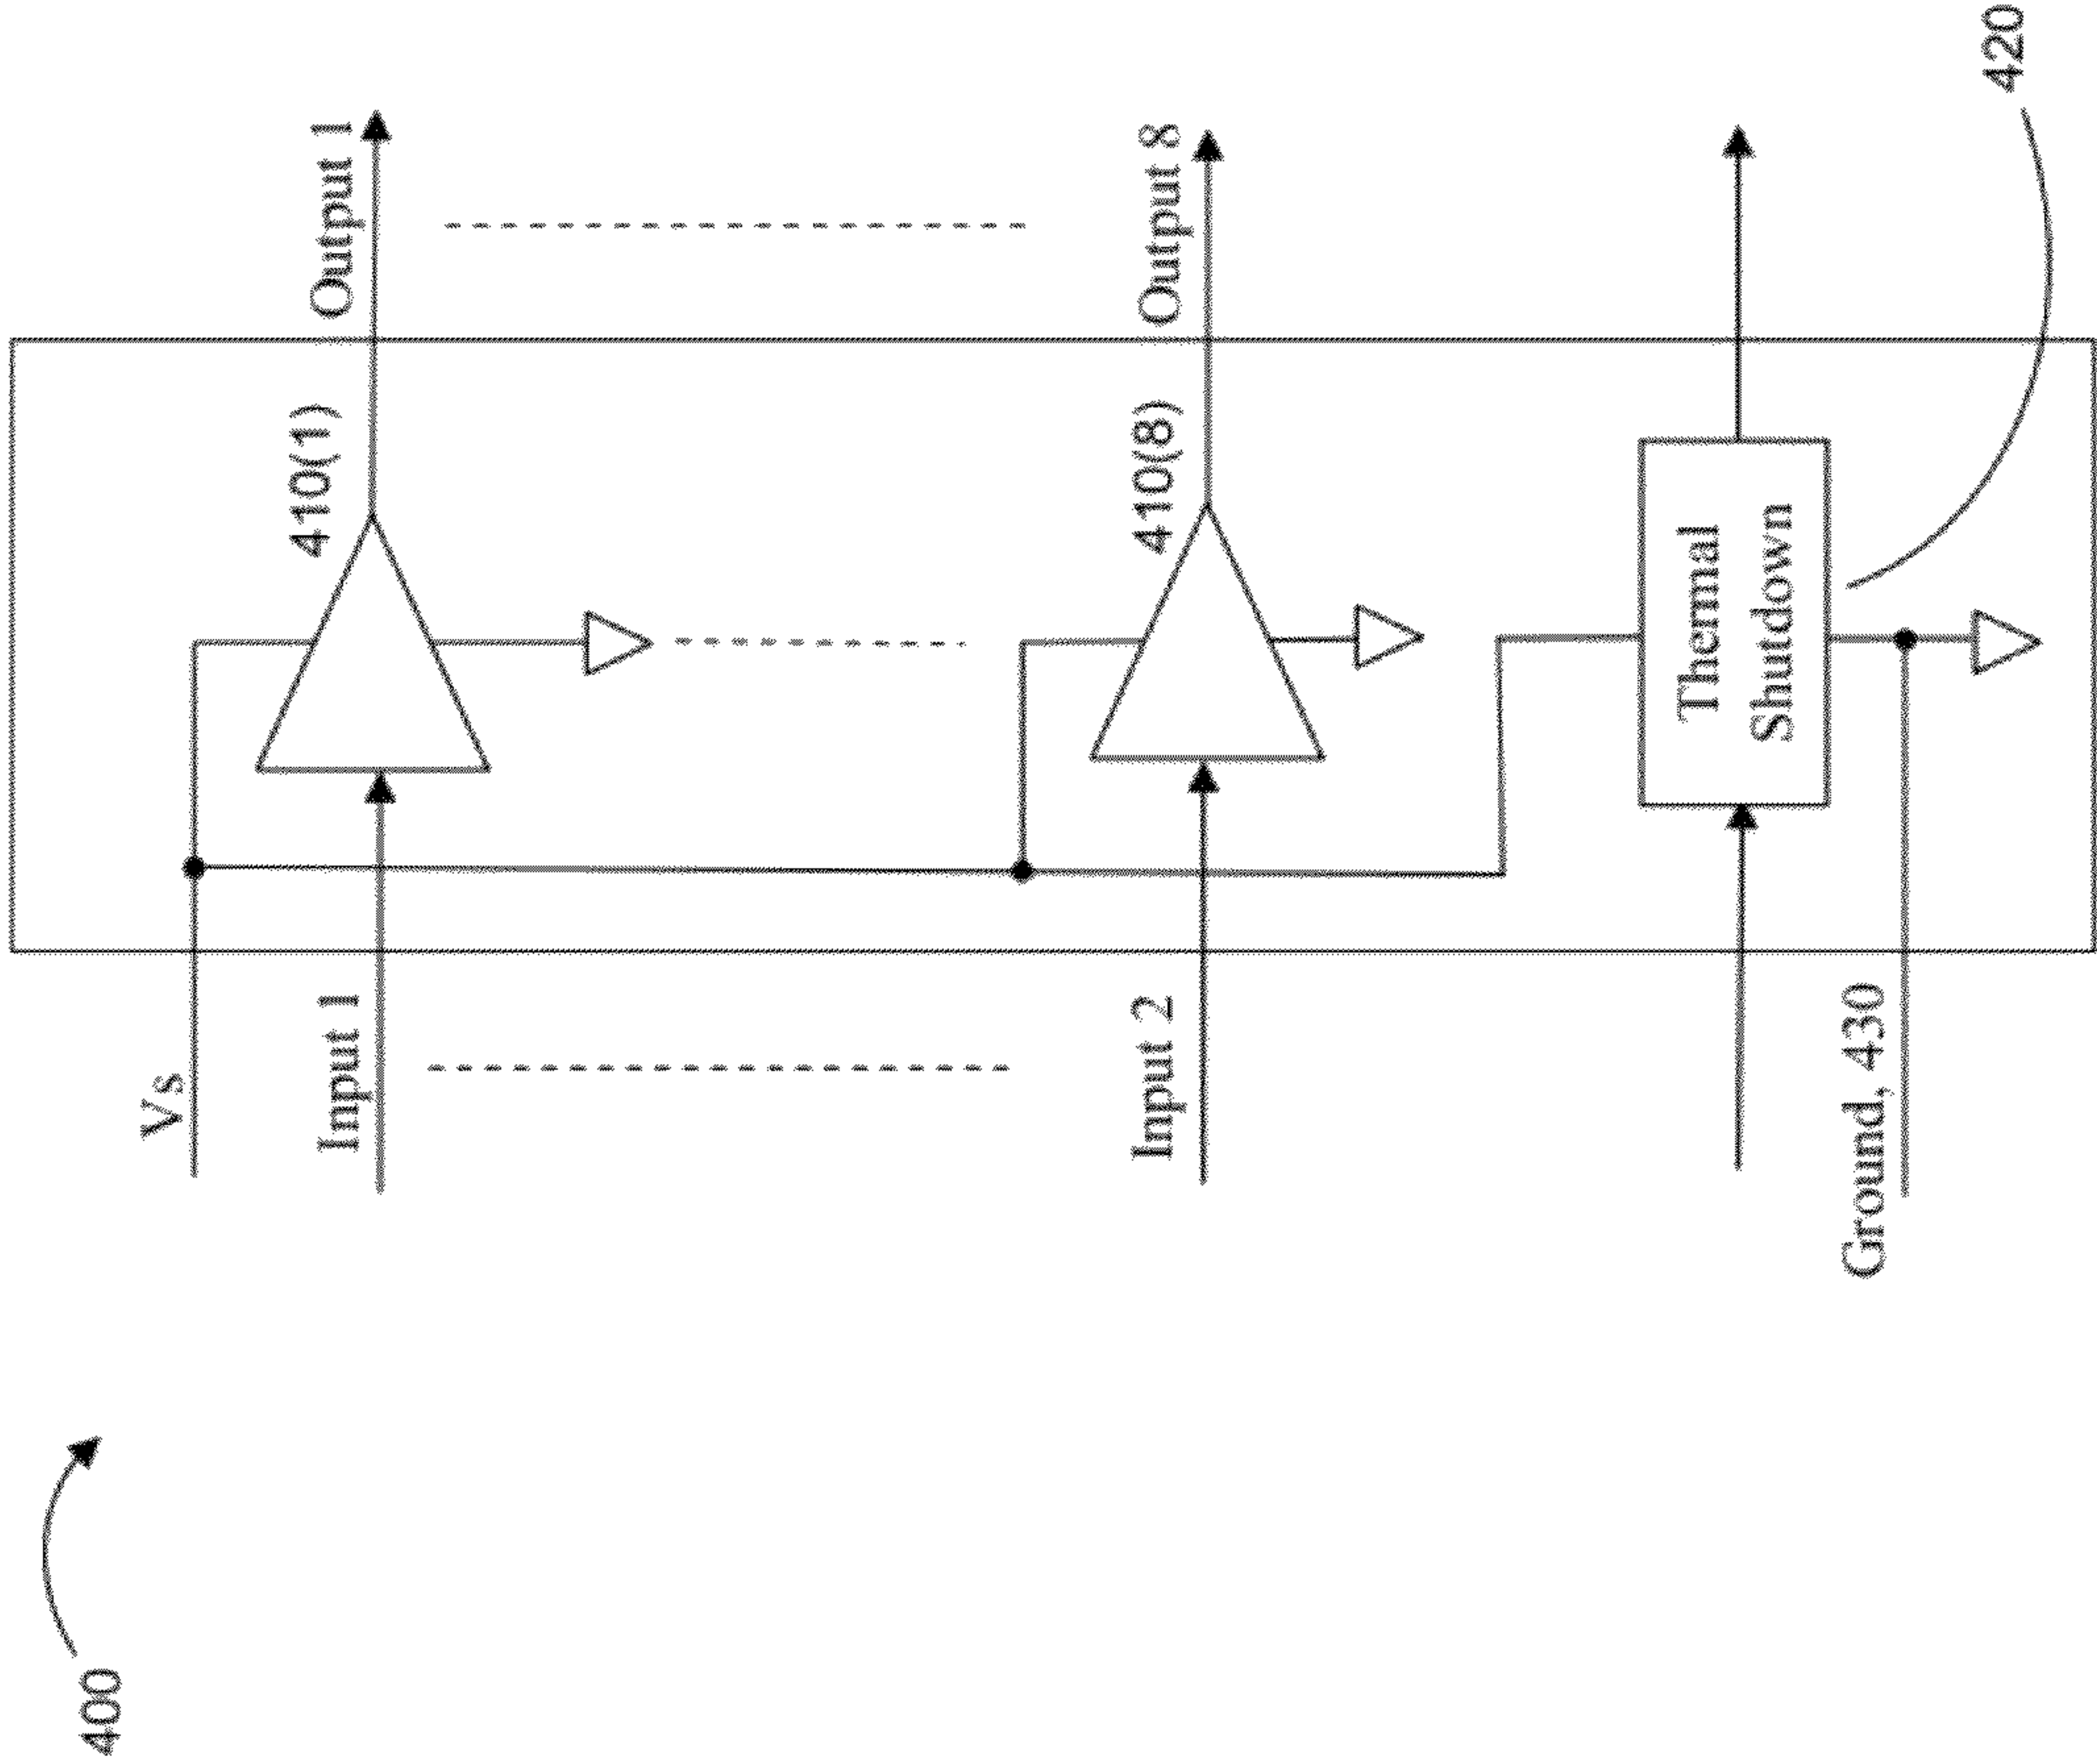 400
Vs
Input 1
410(1)
Output 1
Input 2
410(8)
Output 8
Thermal
Shutdown
Ground, 430
420